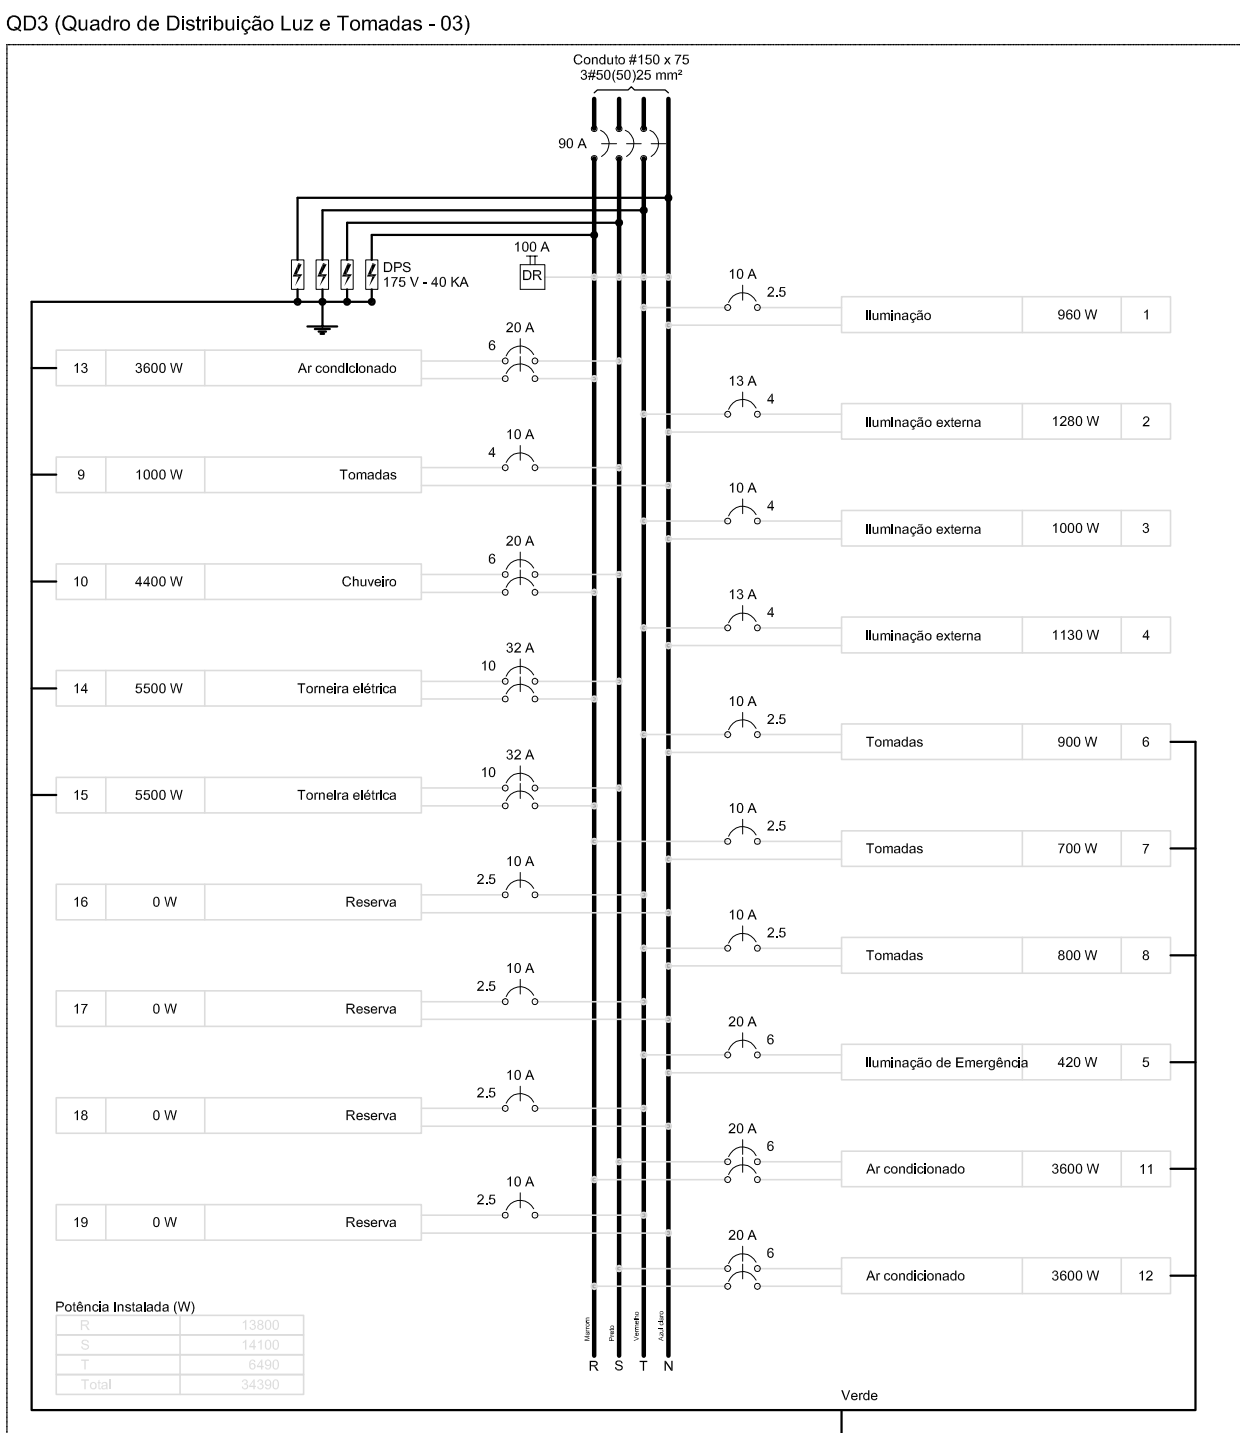 QD3 (Quadro de Distribuição Luz e Tomadas - 03)
Conduto #150 x 75
3#50(50)25 mm²
90 A
100 A
DR
DPS
175 V - 40 KA
10 A
2.5
Iluminação 960 W 1
20 A
6
13 3600 W Ar condicionado
13 A
4
Iluminação externa 1280 W 2
10 A
4
9 1000 W Tomadas
10 A
4
Iluminação externa 1000 W 3
20 A
6
10 4400 W Chuveiro
13 A
4
Iluminação externa 1130 W 4
32 A
10
14 5500 W Torneira elétrica
10 A
2.5
Tomadas 900 W 6
32 A
10
15 5500 W Torneira elétrica
10 A
2.5
Tomadas 700 W 7
10 A
2.5
16 0 W Reserva
10 A
2.5
Tomadas 800 W 8
10 A
2.5
17 0 W Reserva
20 A
6
Iluminação de Emergência 420 W 5
10 A
2.5
18 0 W Reserva
20 A
6
Ar condicionado 3600 W 11
10 A
2.5
19 0 W Reserva
20 A
6
Ar condicionado 3600 W 12
Potência Instalada (W)
R 13800
S 14100
T 6490
Total 34390
Marrom
Preto
Vermelho
Azul claro
R S T N
Verde